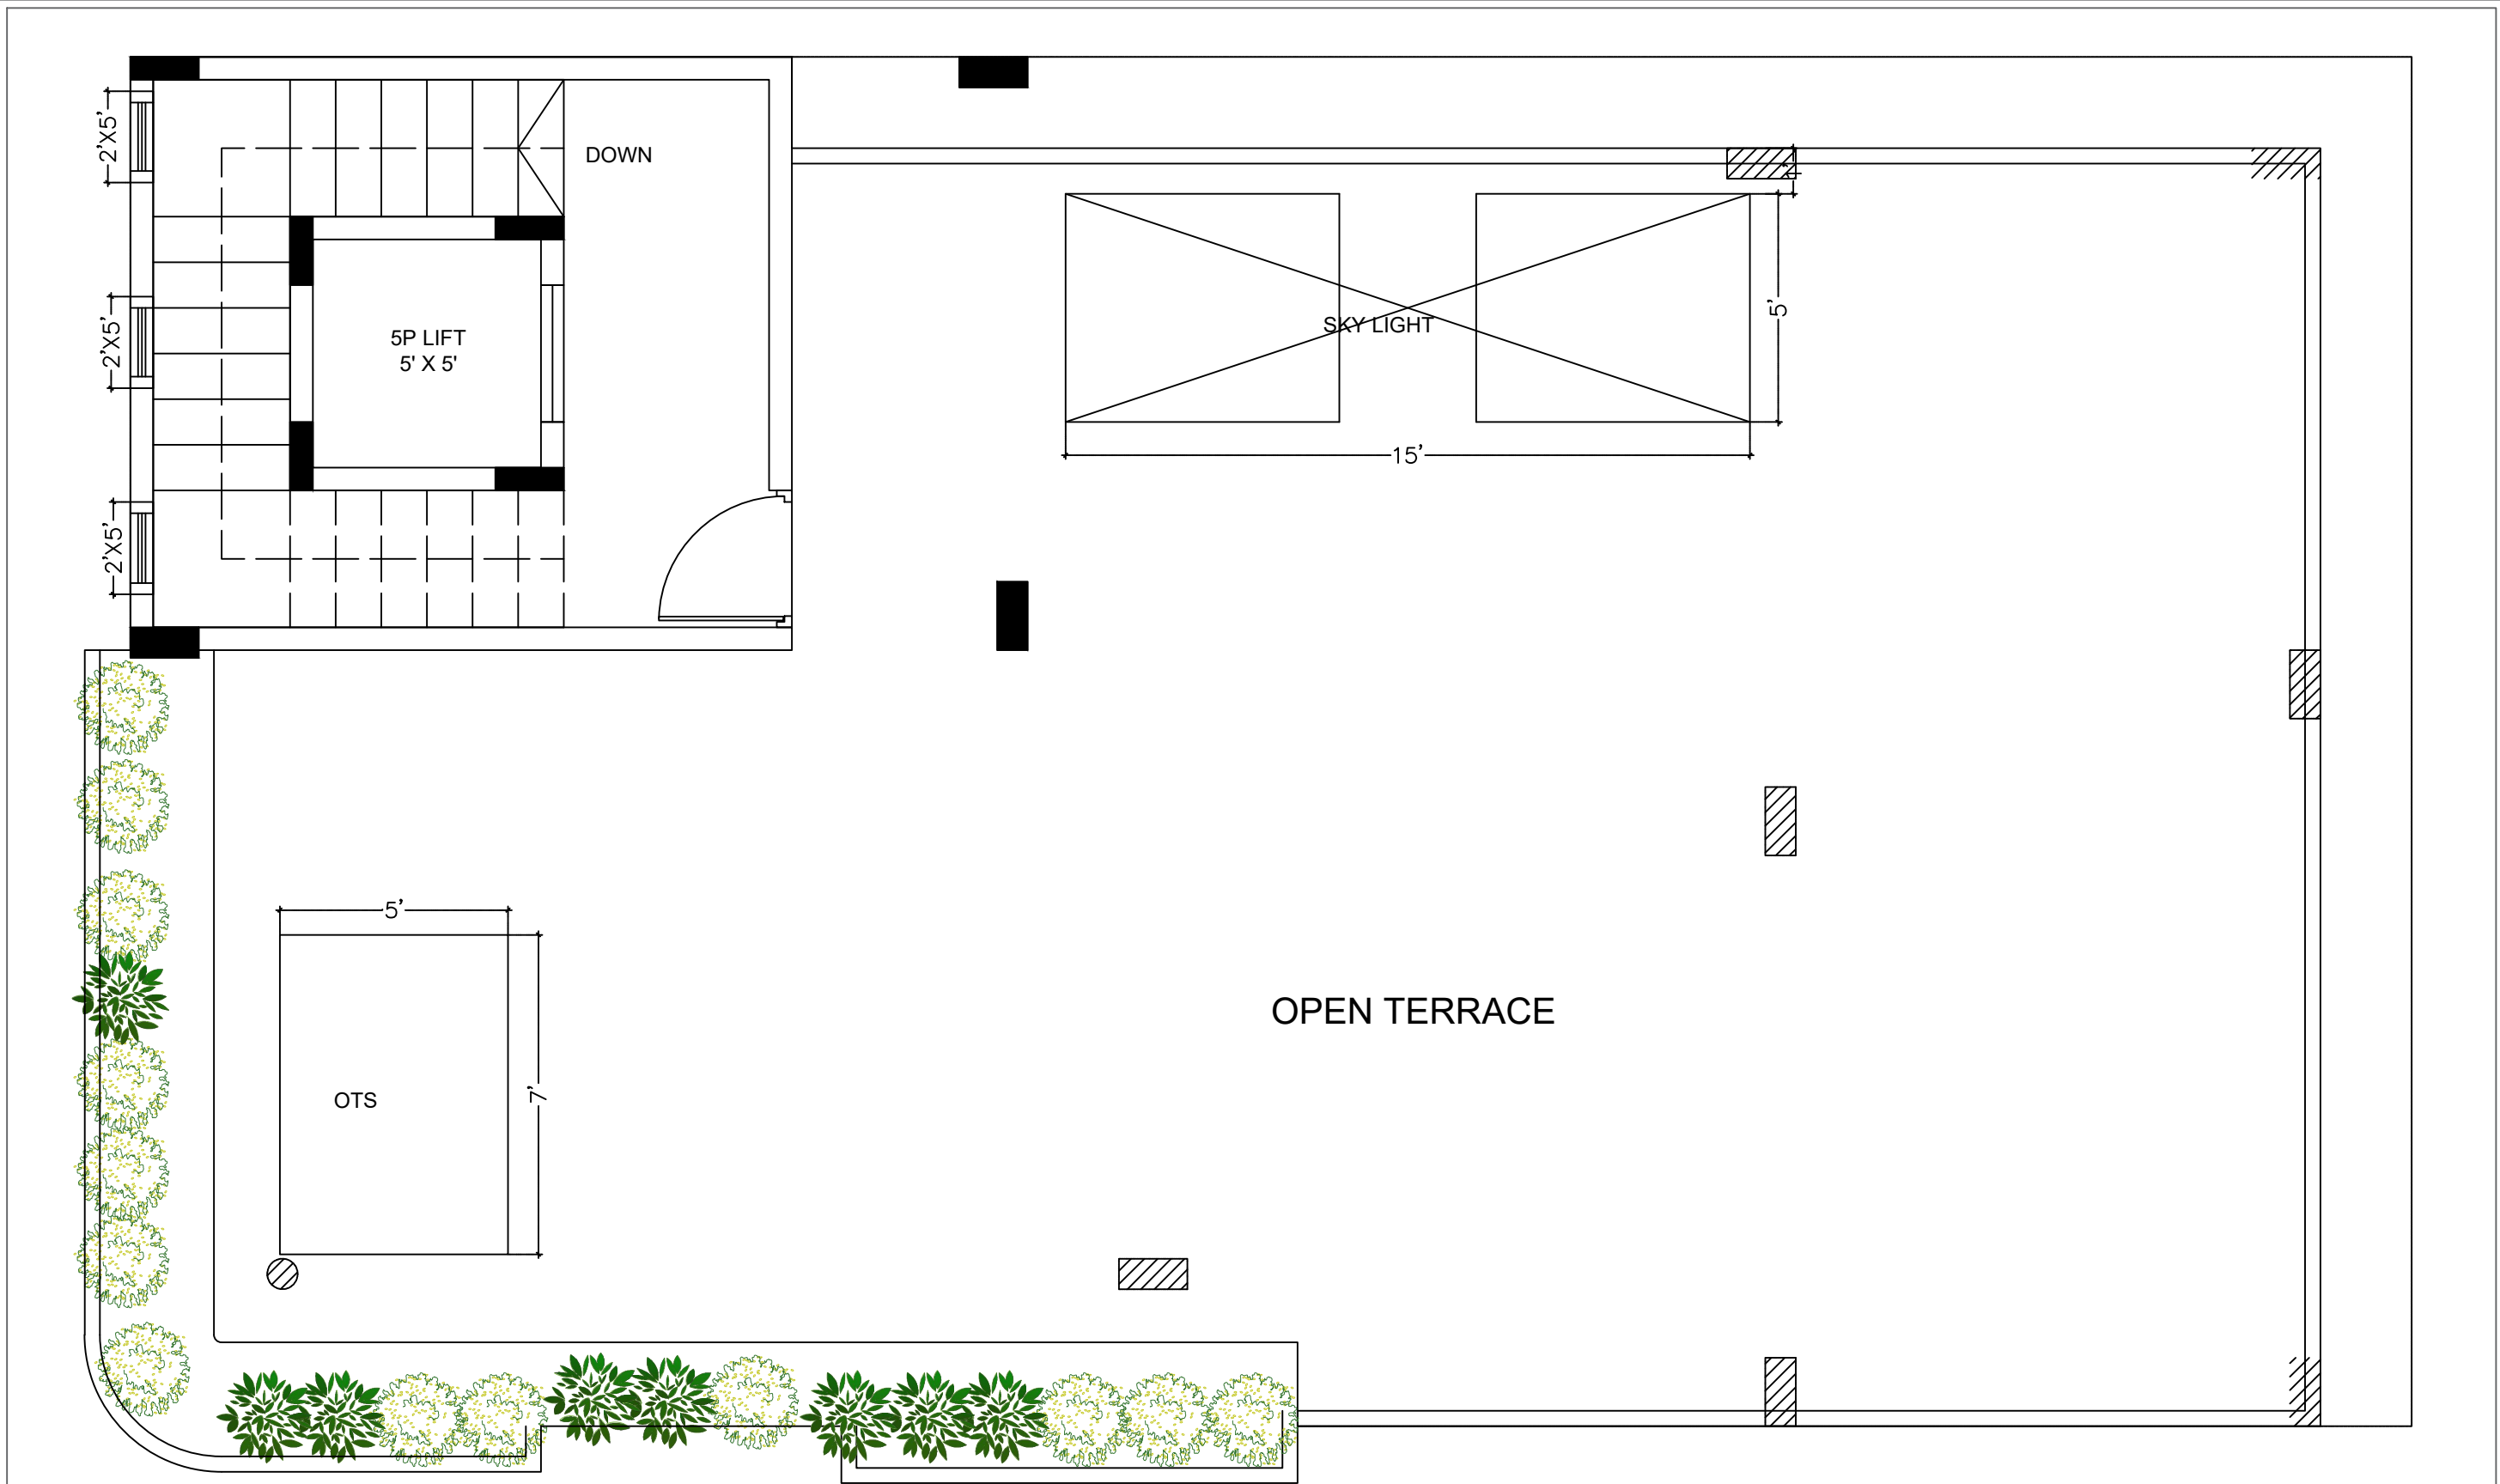 2'X5'
DOWN
1'
5P LIFT
5' X 5'
2'X5'
SKY LIGHT
5'
15'
2'X5'
5'
OPEN TERRACE
OTS
7'